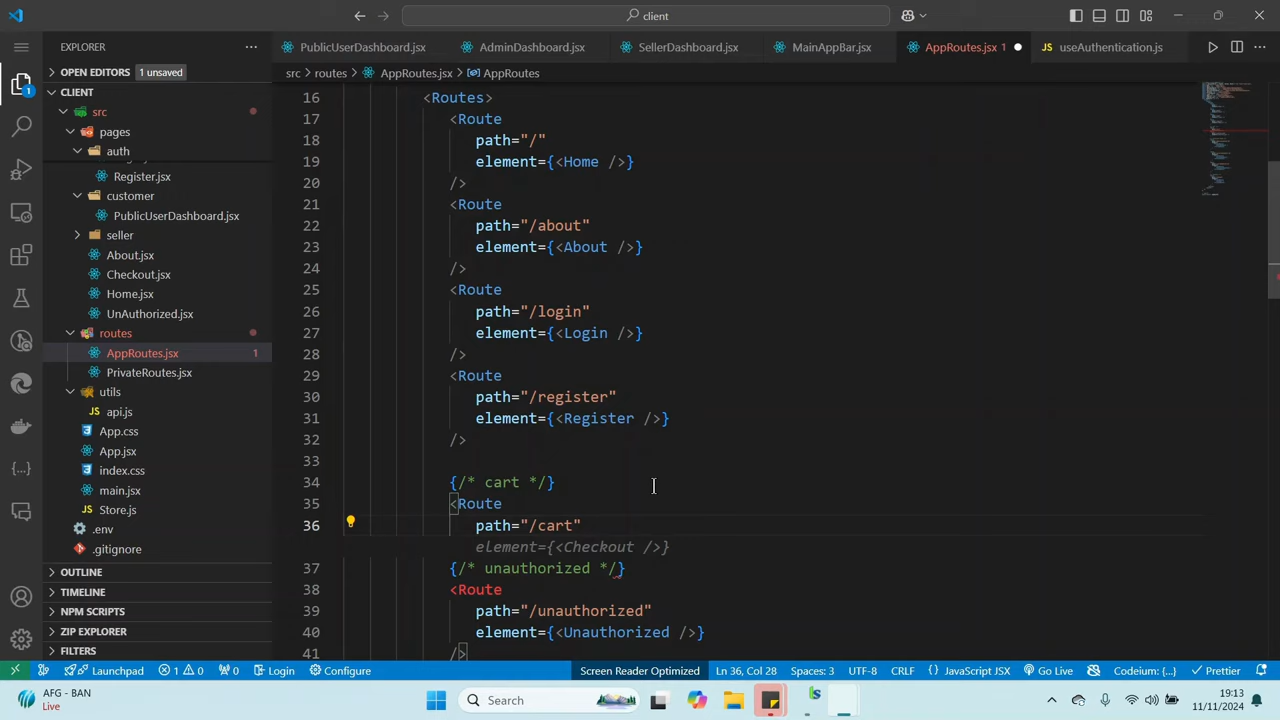 client
EXPLORER
PublicUserDashboard.jsx
AdminDashboard.jsx
SellerDashboard.jsx
MainAppBar.jsx
AppRoutes.jsx 1
useAuthentication.js
OPEN EDITORS 1 unsaved
src > routes > AppRoutes.jsx > AppRoutes
CLIENT
src
pages
auth
Register.jsx
customer
PublicUserDashboard.jsx
seller
About.jsx
Checkout.jsx
Home.jsx
UnAuthorized.jsx
routes
AppRoutes.jsx 1
PrivateRoutes.jsx
utils
api.js
App.css
App.jsx
index.css
main.jsx
Store.js
.env
.gitignore
OUTLINE
TIMELINE
NPM SCRIPTS
ZIP EXPLORER
FILTERS
16 <Routes>
17 <Route
18 path="/"
19 element={<Home />}
20 />
21 <Route
22 path="/about"
23 element={<About />}
24 />
25 <Route
26 path="/login"
27 element={<Login />}
28 />
29 <Route
30 path="/register"
31 element={<Register />}
32 />
33
34 {/* cart */}
35 <Route
36 path="/cart"
element={<Checkout />}
37 {/* unauthorized */}
38 <Route
39 path="/unauthorized"
40 element={<Unauthorized />}
41 />
Launchpad 1 0 0 Login Configure Screen Reader Optimized Ln 36, Col 28 Spaces: 3 UTF-8 CRLF { } JavaScript JSX Go Live Codeium: {...} Prettier
AFG - BAN
Live
Search
19:13
11/11/2024